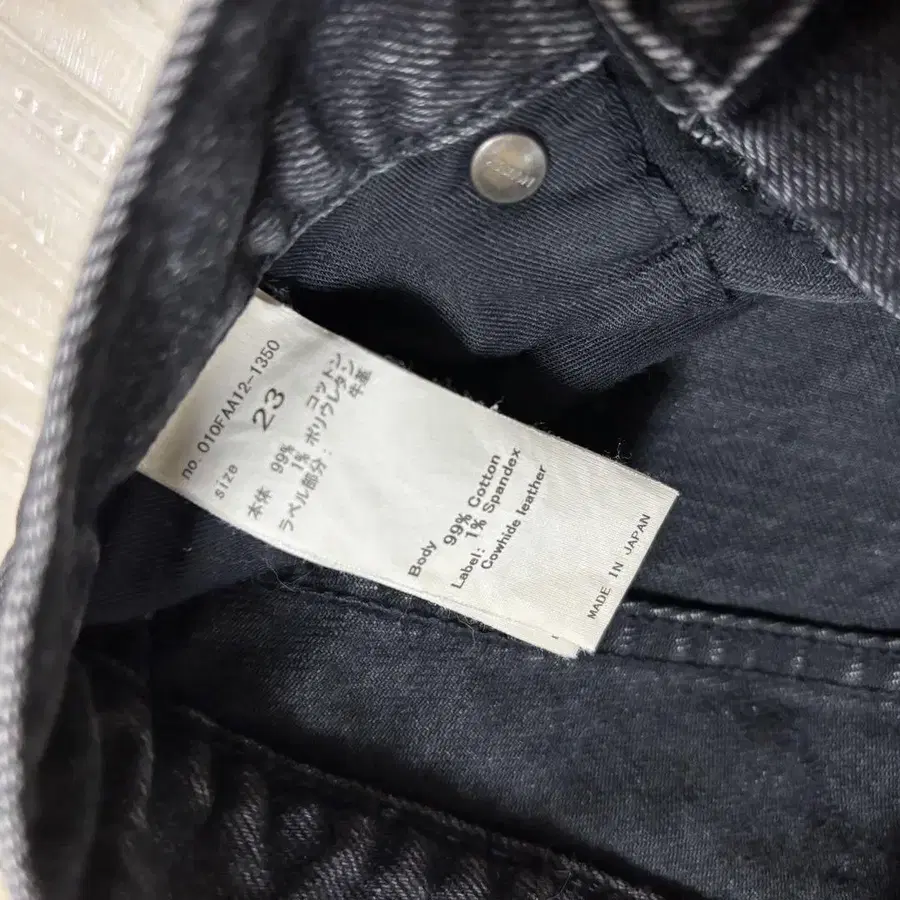 no. 010FAA12-1350
size 23
本体 99% コットン
1% ポリウレタン
ラベル部分: 牛革
Body 99% Cotton
1% Spandex
Label: Cowhide leather
MADE IN JAPAN